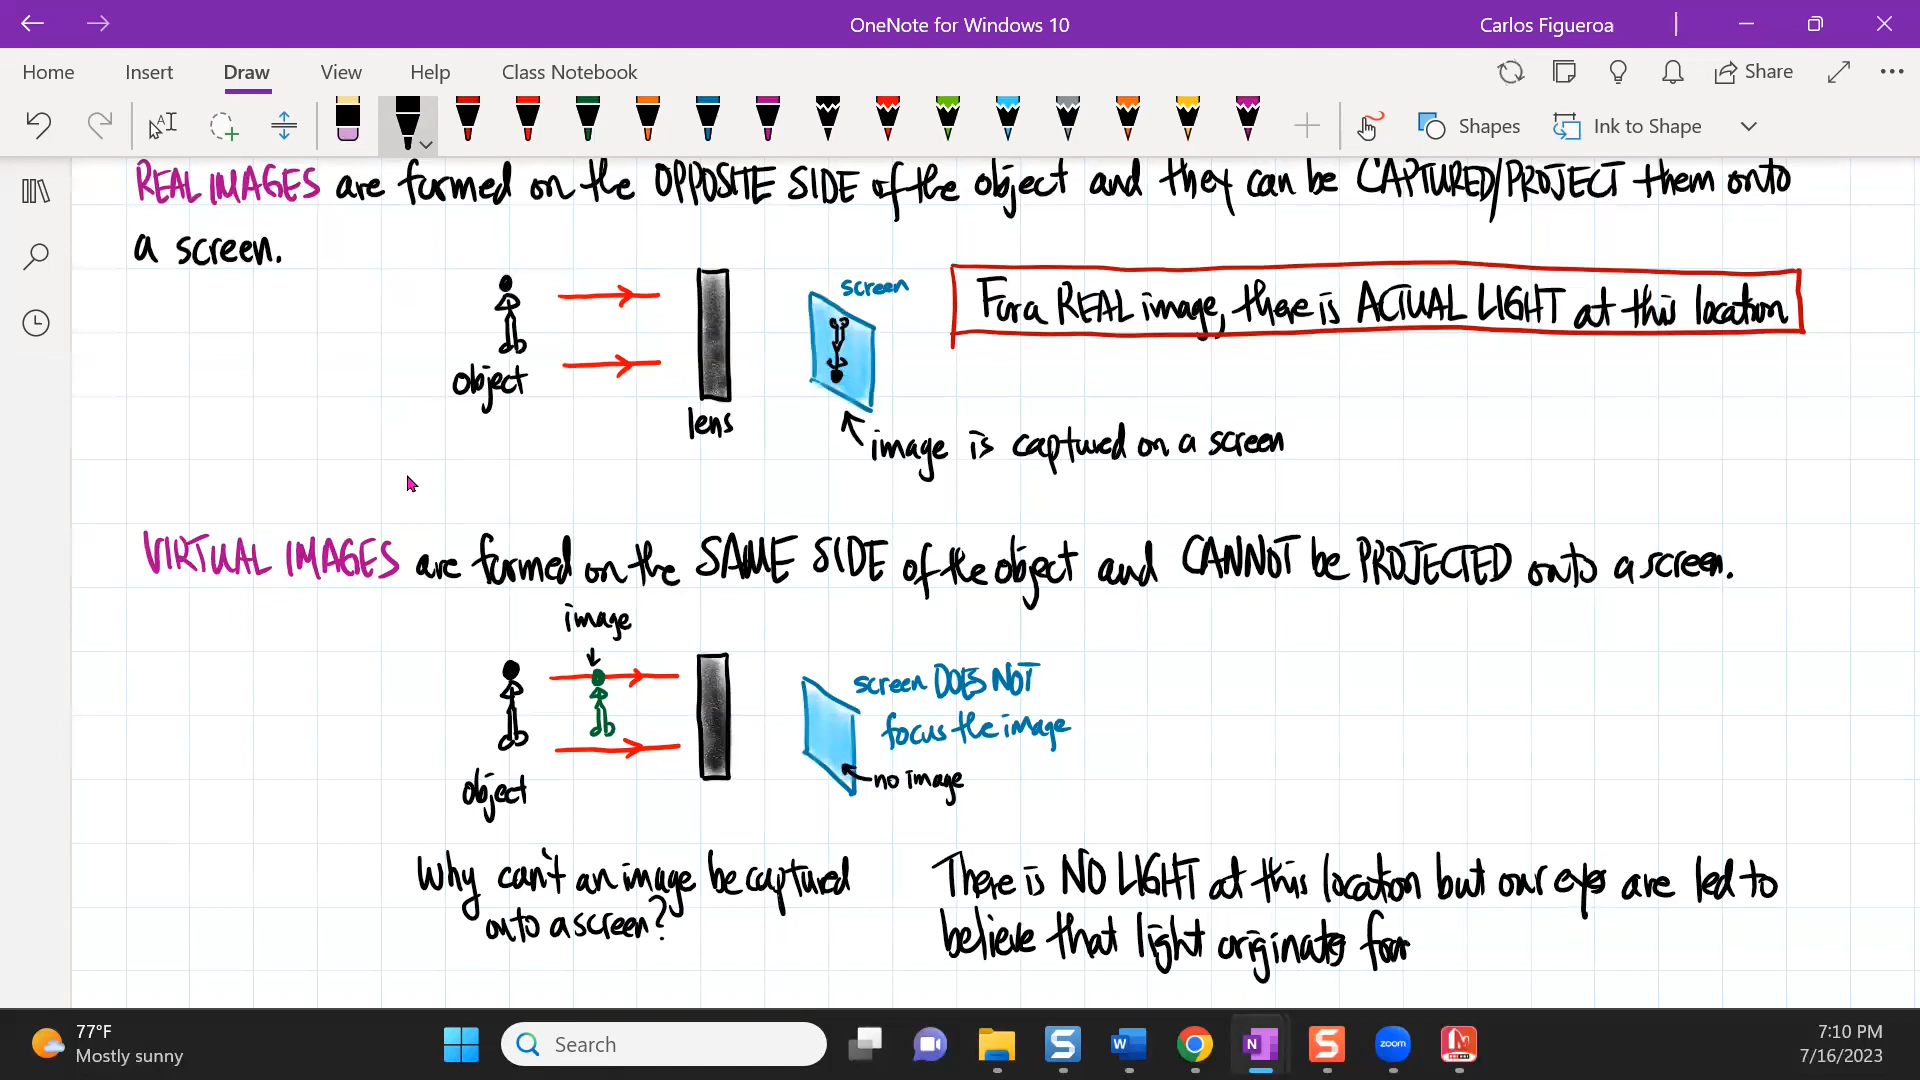 OneNote for Windows 10
Carlos Figueroa
Home Insert Draw View Help Class Notebook
Share
Shapes
Ink to Shape
REAL IMAGES are formed on the OPPOSITE SIDE of the object and they can be CAPTURED/PROJECT them onto
a screen.
screen
For a REAL image, there is ACTUAL LIGHT at this location
object
lens
image is captured on a screen
VIRTUAL IMAGES are formed on the SAME SIDE of the object and CANNOT be PROJECTED onto a screen.
image
screen DOES NOT
focus the image
no image
object
Why can't an image be captured
onto a screen?
There is NO LIGHT at this location but our eyes are led to
believe that light originates
77°F
Mostly sunny
Search
zoom
7:10 PM
7/16/2023